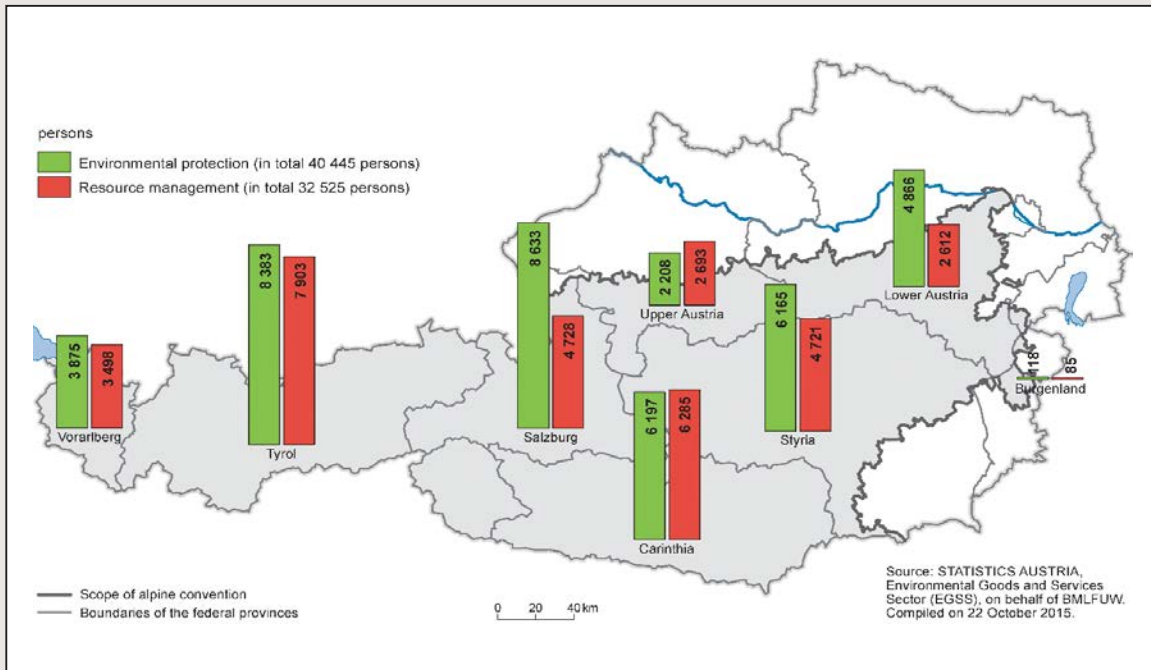 persons
Environmental protection (in total 40 445 persons)
Resource management (in total 32 525 persons)
4 866
2 612
Lower Austria
8 633
4 728
Salzburg
2 208
2 693
Upper Austria
8 383
7 903
Tyrol
6 165
4 721
Styria
3 875
3 498
Vorarlberg
118
85
Burgenland
6 197
6 285
Carinthia
Scope of alpine convention
Boundaries of the federal provinces
0 20 40 km
Source: STATISTICS AUSTRIA,
Environmental Goods and Services
Sector (EGSS), on behalf of BMLFUW.
Compiled on 22 October 2015.